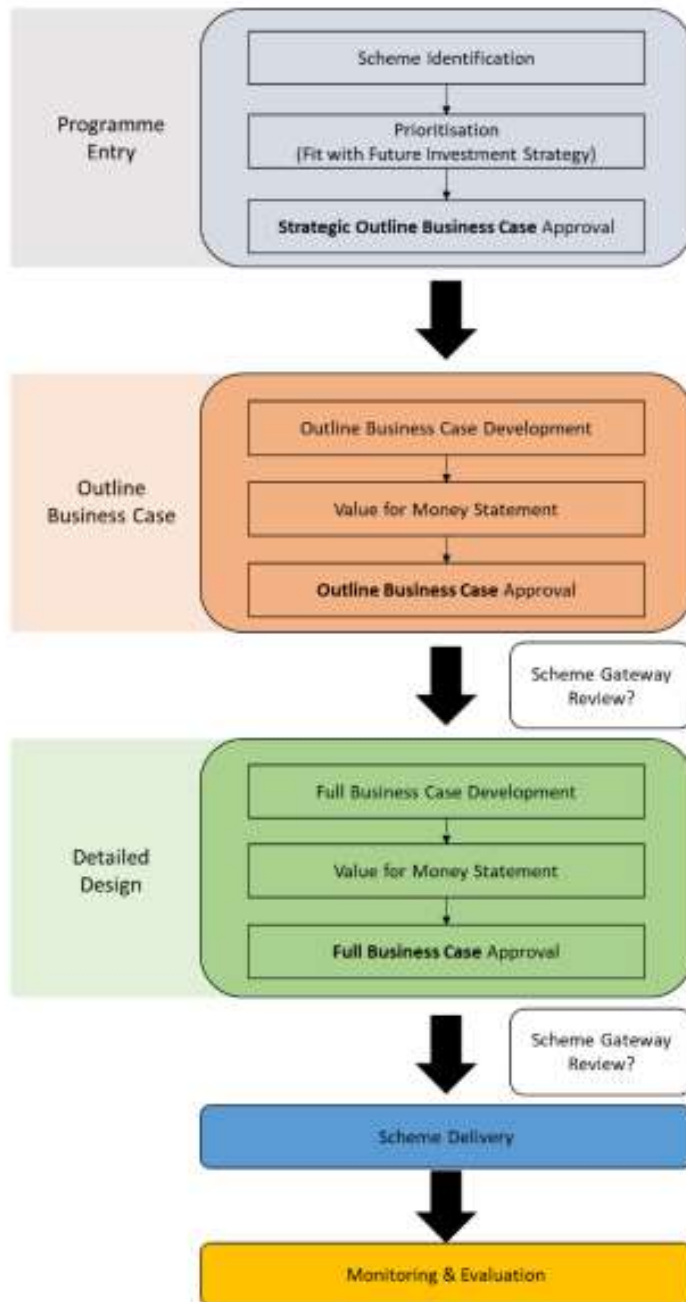 Programme
Entry
Scheme Identification
Prioritisation
(Fit with Future Investment Strategy)
Strategic Outline Business Case Approval
Outline
Business Case
Outline Business Case Development
Value for Money Statement
Outline Business Case Approval
Scheme Gateway
Review?
Detailed
Design
Full Business Case Development
Value for Money Statement
Full Business Case Approval
Scheme Gateway
Review?
Scheme Delivery
Monitoring & Evaluation